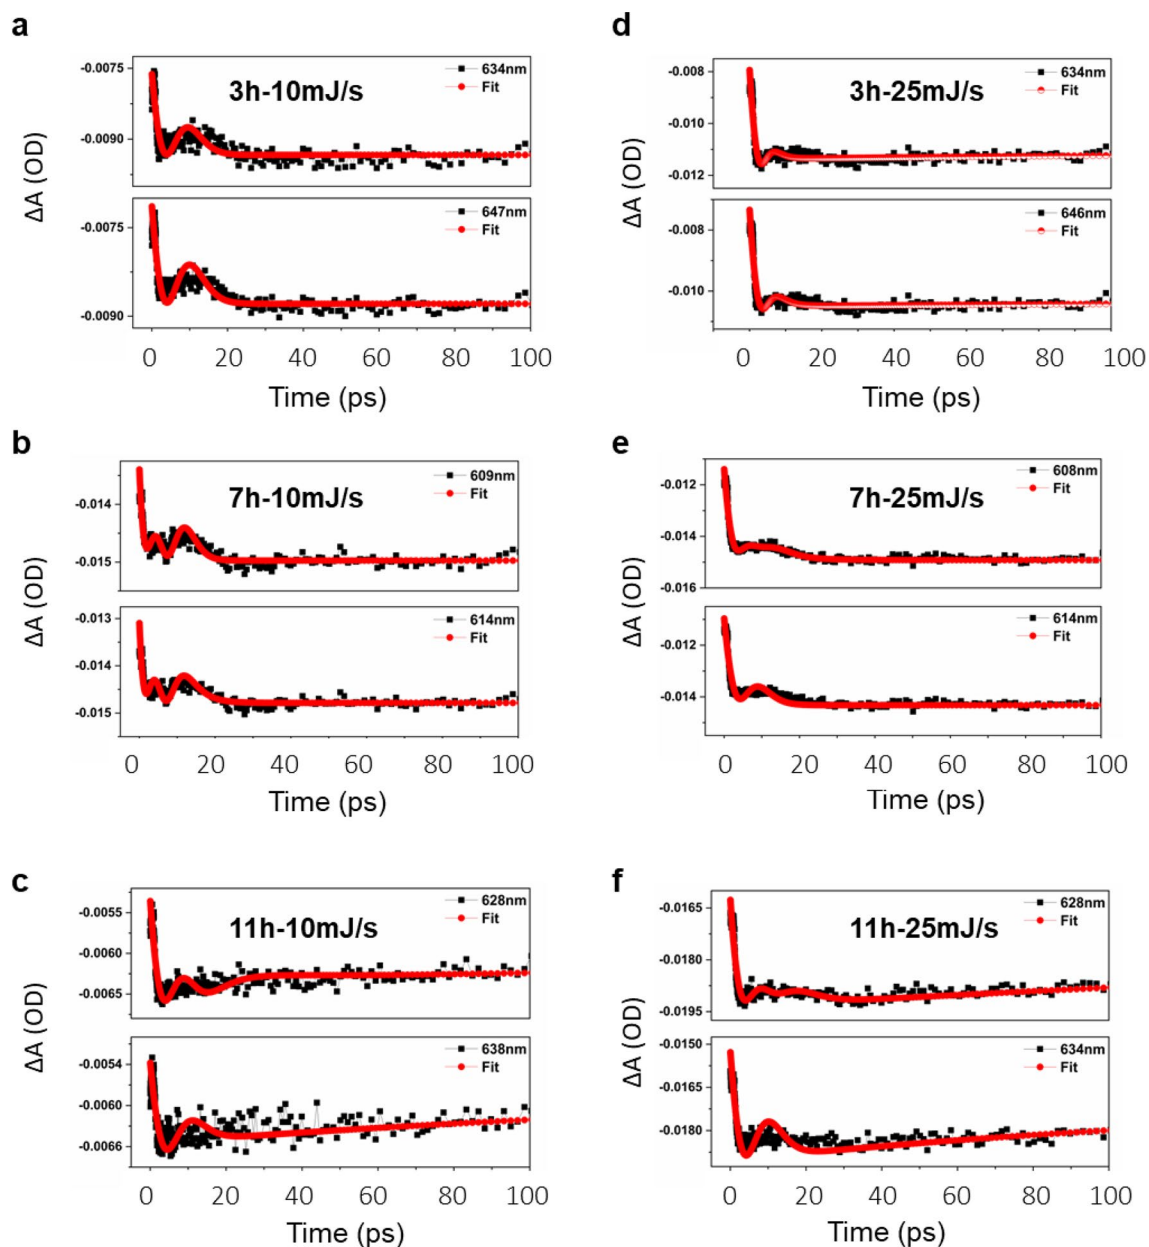 a
-0.0075
-0.0090
ΔA (OD)
3h-10mJ/s
634nm
Fit
-0.0075
-0.0090
647nm
Fit
0 20 40 60 80 100
Time (ps)
d
-0.008
-0.010
-0.012
ΔA (OD)
3h-25mJ/s
634nm
Fit
-0.008
-0.010
646nm
Fit
0 20 40 60 80 100
Time (ps)
b
-0.014
-0.015
ΔA (OD)
7h-10mJ/s
609nm
Fit
-0.013
-0.014
-0.015
614nm
Fit
0 20 40 60 80 100
Time (ps)
e
-0.012
-0.014
-0.016
ΔA (OD)
7h-25mJ/s
608nm
Fit
-0.012
-0.014
614nm
Fit
0 20 40 60 80 100
Time (ps)
c
-0.0055
-0.0060
-0.0065
ΔA (OD)
11h-10mJ/s
628nm
Fit
-0.0054
-0.0060
-0.0066
638nm
Fit
0 20 40 60 80 100
Time (ps)
f
-0.0165
-0.0180
-0.0195
ΔA (OD)
11h-25mJ/s
628nm
Fit
-0.0150
-0.0165
-0.0180
634nm
Fit
0 20 40 60 80 100
Time (ps)